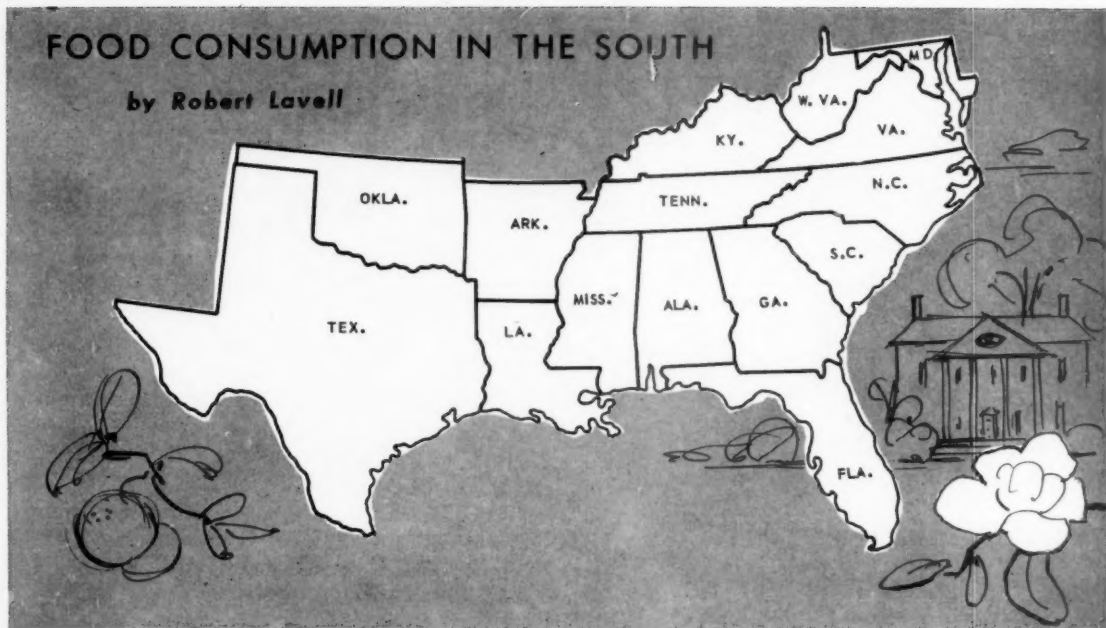 FOOD CONSUMPTION IN THE SOUTH
by Robert Lavell
MD.
W. VA.
VA.
KY.
N.C.
TENN.
OKLA.
ARK.
S.C.
MISS.
ALA.
GA.
TEX.
LA.
FLA.